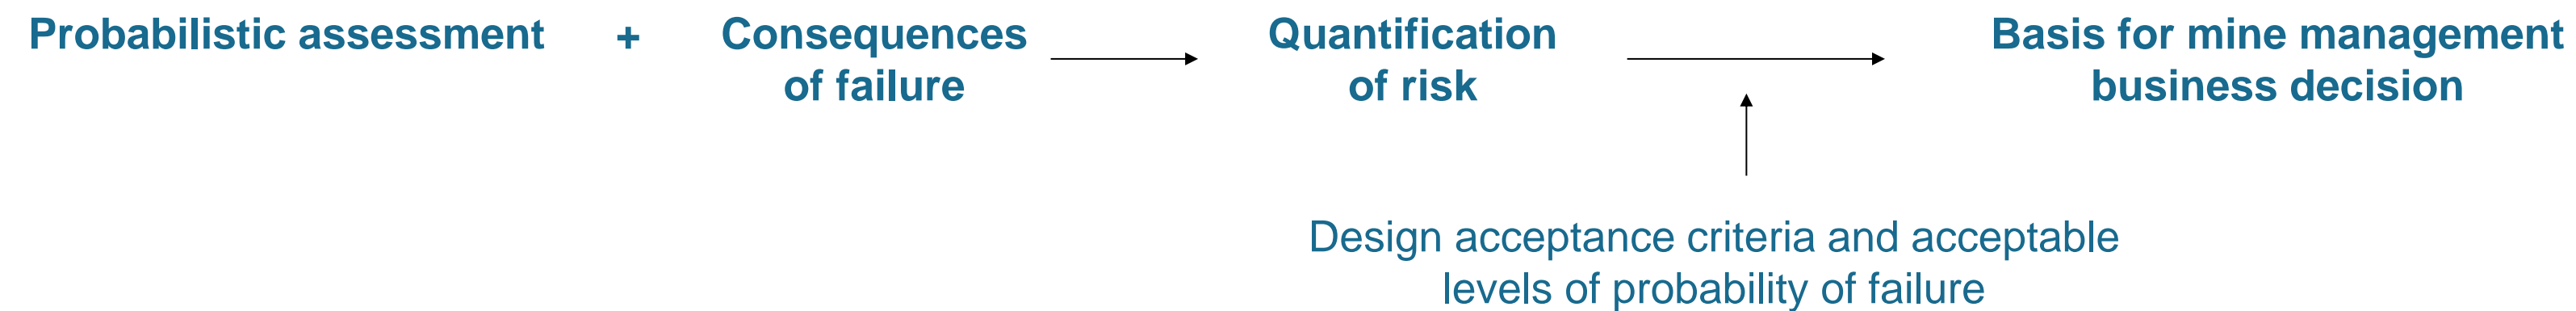 Probabilistic assessment + Consequences of failure
Quantification of risk
Basis for mine management business decision
Design acceptance criteria and acceptable
levels of probability of failure